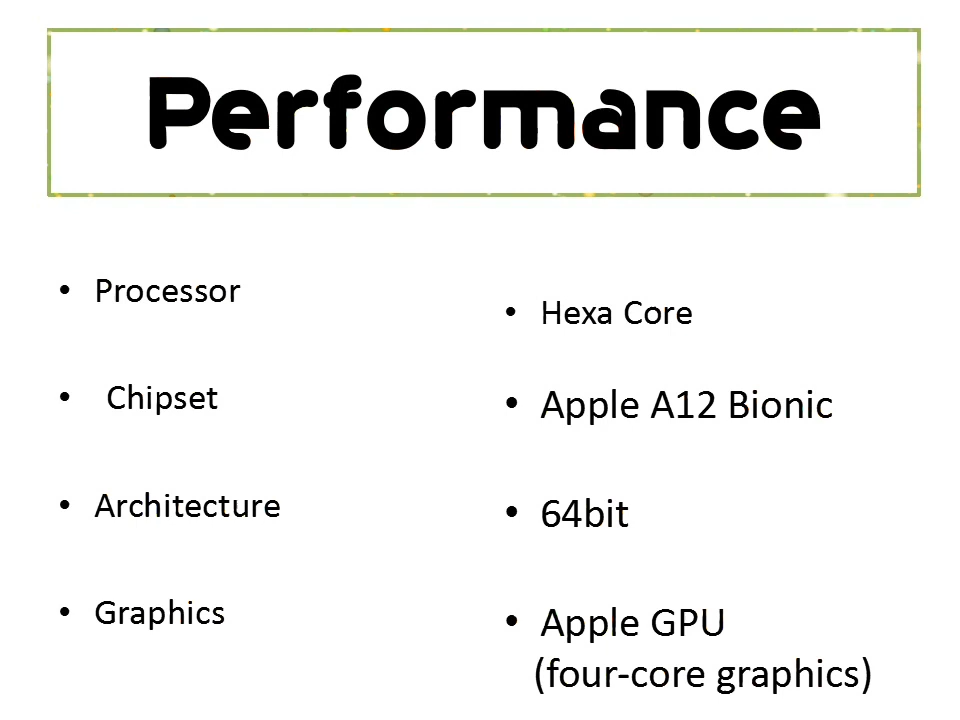 Performance
• Processor
• Chipset
• Architecture
• Graphics
• Hexa Core
• Apple A12 Bionic
• 64bit
• Apple GPU
(four-core graphics)